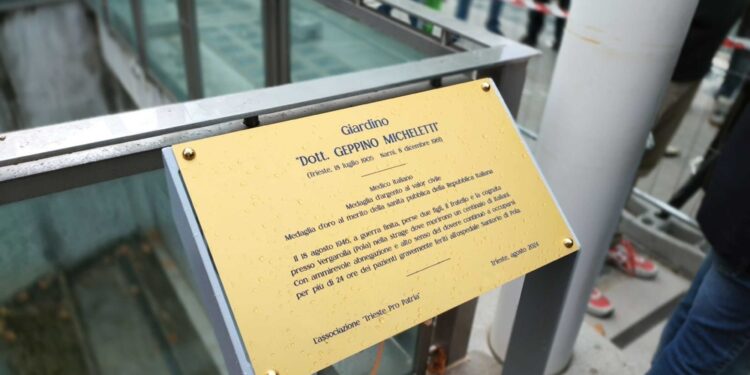 Giardino
"Dott. GEPPINO MICHELETTI"
(Trieste, 18 luglio 1905 Narni, 8 dicembre 1961)
Medico italiano
Medaglia d'argento al valor civile
Medaglia d'oro al merito della sanità pubblica della Repubblica Italiana
Il 18 agosto 1946, a guerra finita, perse due figli, il fratello e la cognata
presso Vergarolla (Pola) nella strage dove morirono un centinaio di italiani
Con ammirevole abnegazione e alto senso del dovere continuò a occuparsi
per più di 24 ore dei pazienti gravemente feriti all'ospedale Santorio di Pola
Trieste, agosto 2024
L'associazione "Trieste Pro Patria"